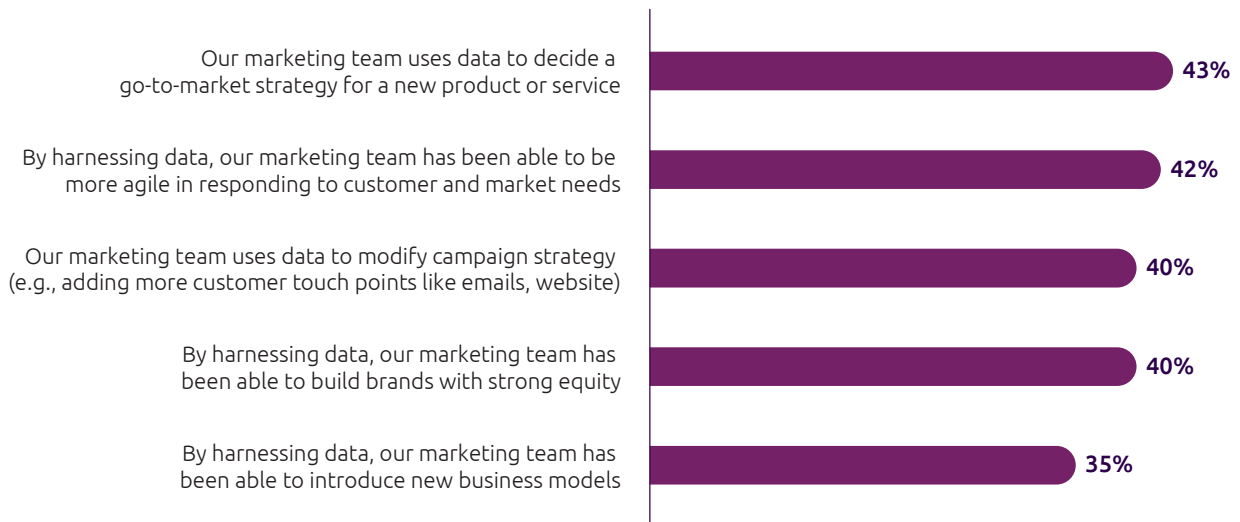 Our marketing team uses data to decide a
go-to-market strategy for a new product or service
43%
By harnessing data, our marketing team has been able to be
more agile in responding to customer and market needs
42%
Our marketing team uses data to modify campaign strategy
(e.g., adding more customer touch points like emails, website)
40%
By harnessing data, our marketing team has
been able to build brands with strong equity
40%
By harnessing data, our marketing team has
been able to introduce new business models
35%